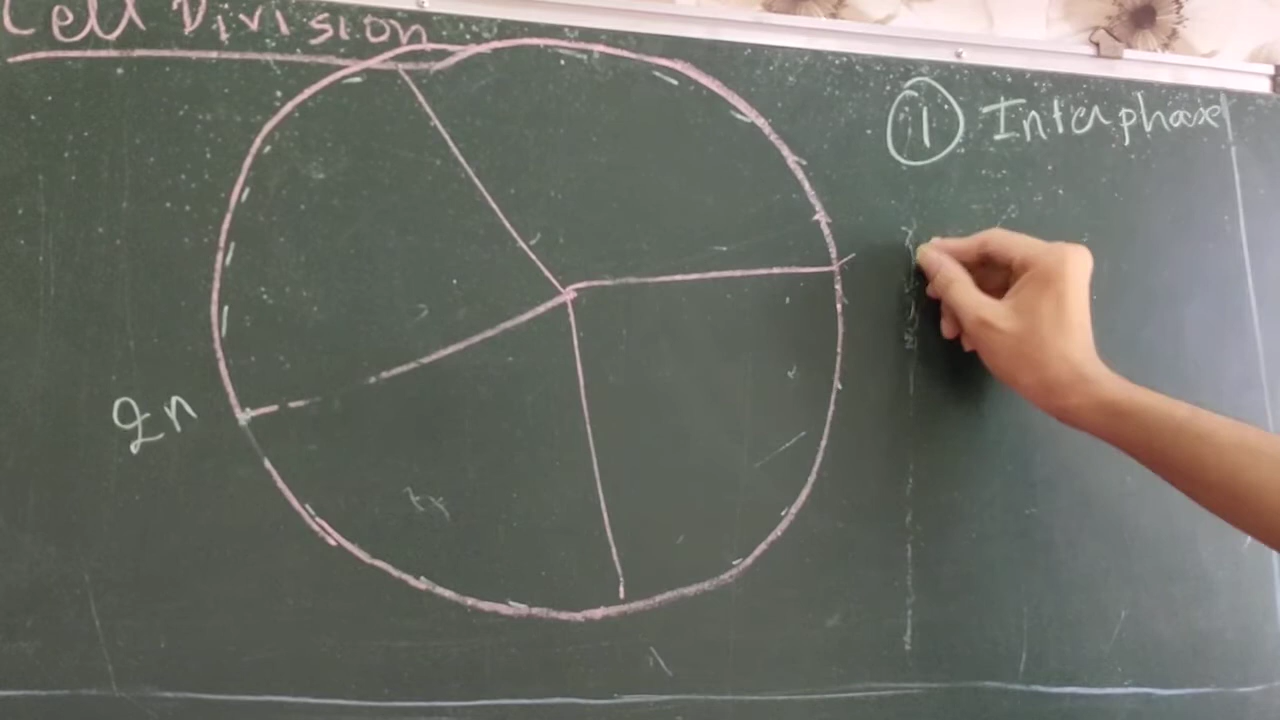 Cell Division
① Interphase
2n